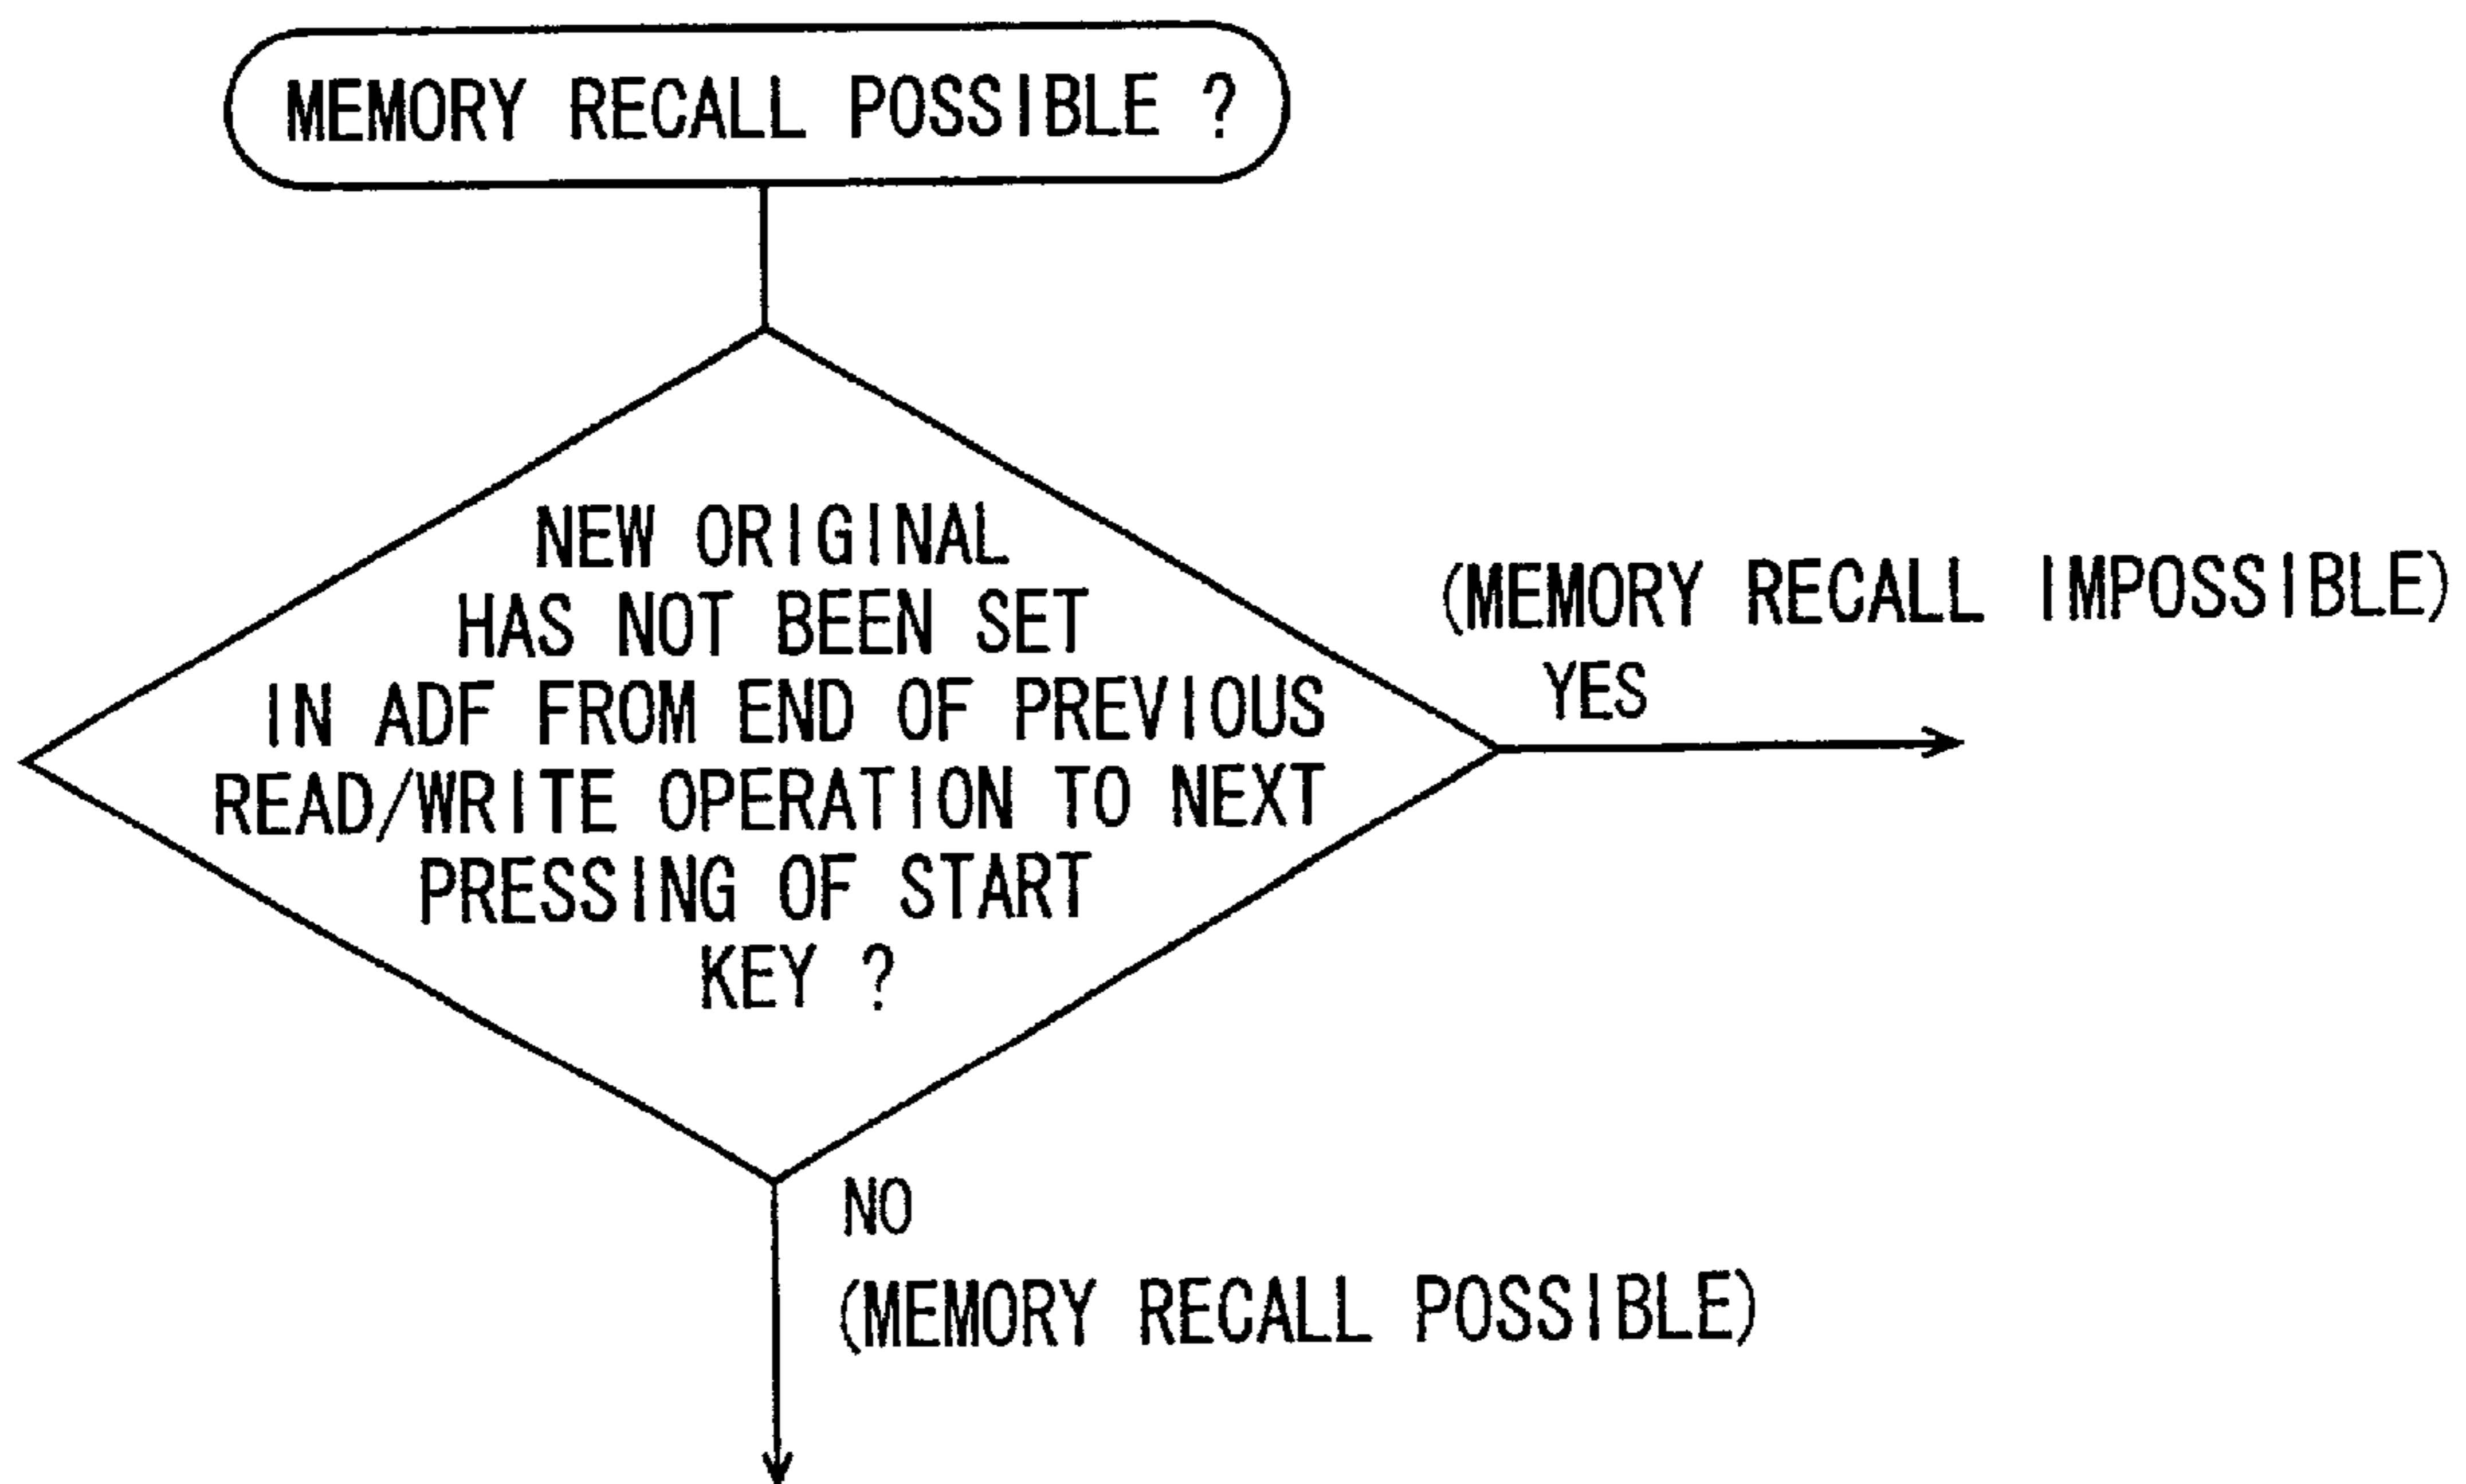 MEMORY RECALL POSSIBLE ?
NEW ORIGINAL
HAS NOT BEEN SET
IN ADF FROM END OF PREVIOUS
READ/WRITE OPERATION TO NEXT
PRESSING OF START
KEY ?
(MEMORY RECALL IMPOSSIBLE)
YES
NO
(MEMORY RECALL POSSIBLE)